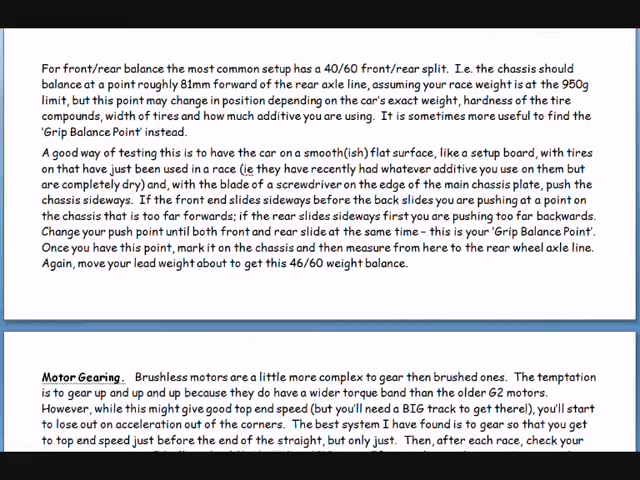 For front/rear balance the most common setup has a 40/60 front/rear split. I.e. the chassis should
balance at a point roughly 81mm forward of the rear axle line, assuming your race weight is at the 950g
limit, but this point may change in position depending on the car's exact weight, hardness of the tire
compounds, width of tires and how much additive you are using. It is sometimes more useful to find the
'Grip Balance Point' instead.
A good way of testing this is to have the car on a smooth(ish) flat surface, like a setup board, with tires
on that have just been used in a race (ie they have recently had whatever additive you use on them but
are completely dry) and, with the blade of a screwdriver on the edge of the main chassis plate, push the
chassis sideways. If the front end slides sideways before the back slides you are pushing at a point on
the chassis that is too far forwards; if the rear slides sideways first you are pushing too far backwards.
Change your push point until both front and rear slide at the same time – this is your 'Grip Balance Point'.
Once you have this point, mark it on the chassis and then measure from here to the rear wheel axle line.
Again, move your lead weight about to get this 46/60 weight balance.
Motor Gearing. Brushless motors are a little more complex to gear then brushed ones. The temptation
is to gear up and up and up because they do have a wider torque band than the older G2 motors.
However, while this might give good top end speed (but you'll need a BIG track to get there!), you'll start
to lose out on acceleration out of the corners. The best system I have found is to gear so that you get
to top end speed just before the end of the straight, but only just. Then, after each race, check your